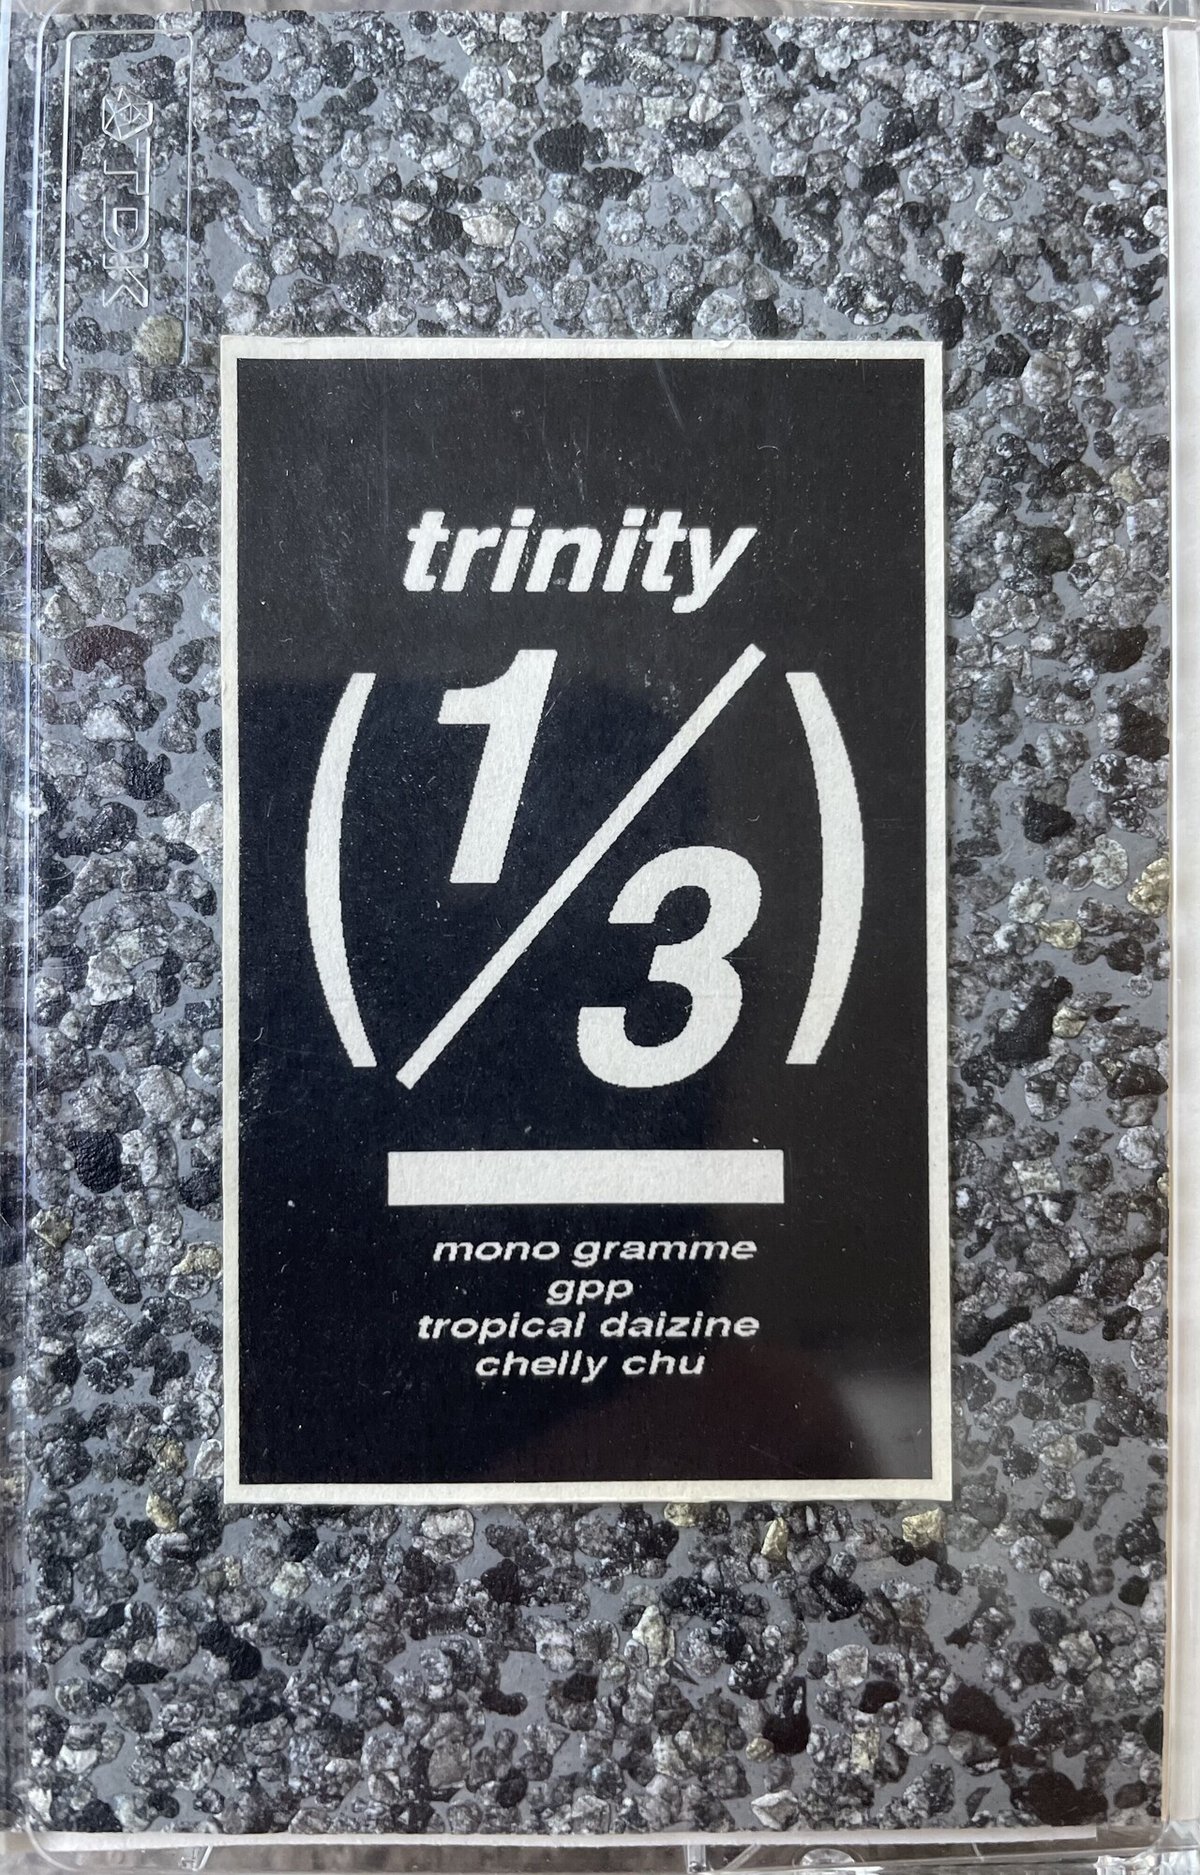 TDK
trinity
(1/3)
mono gramme
gpp
tropical daizine
chelly chu